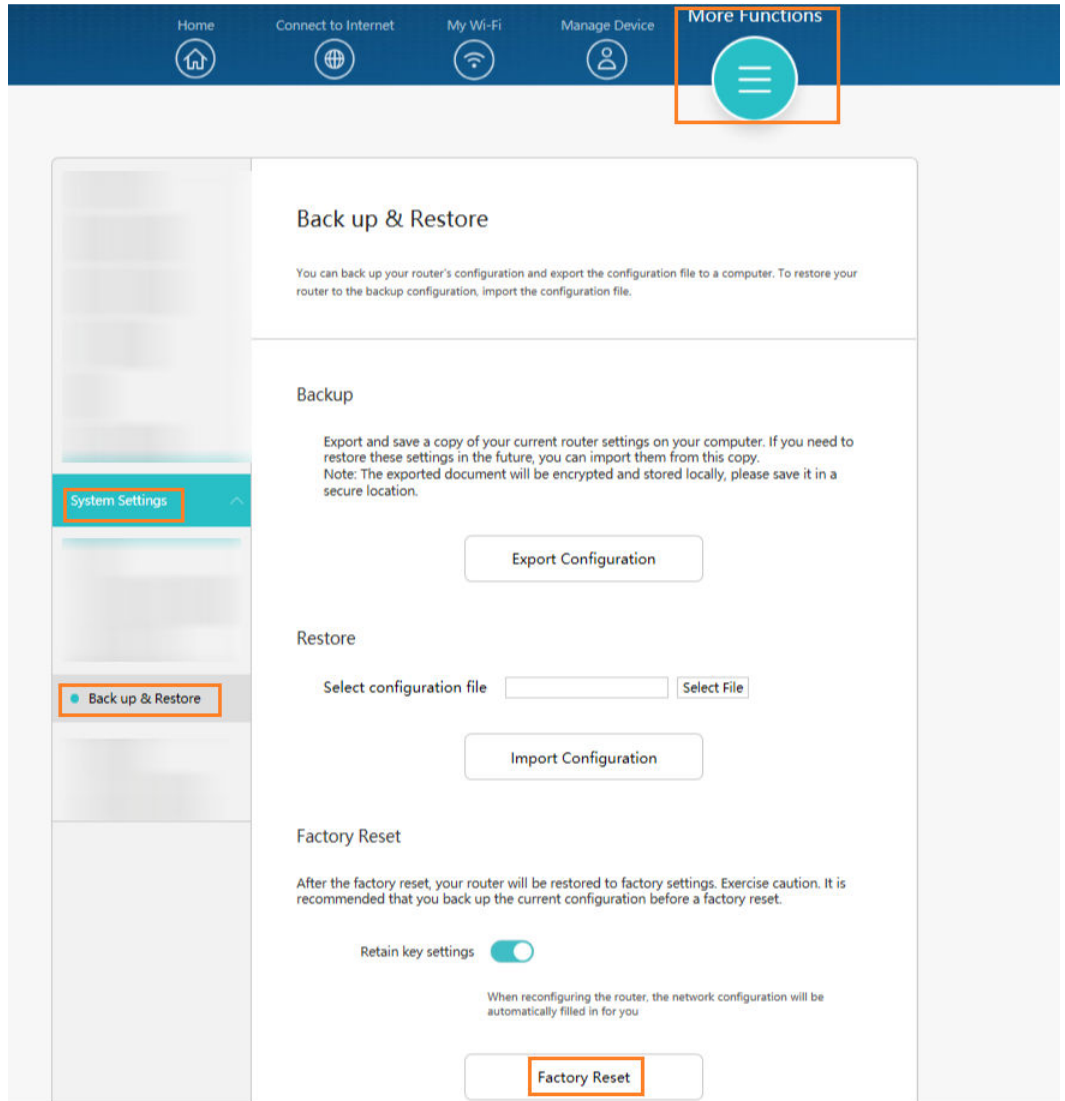 Home
Connect to Internet
My Wi-Fi
Manage Device
More Functions
Back up & Restore
You can back up your router's configuration and export the configuration file to a computer. To restore your
router to the backup configuration, import the configuration file.
Backup
Export and save a copy of your current router settings on your computer. If you need to
restore these settings in the future, you can import them from this copy.
Note: The exported document will be encrypted and stored locally, please save it in a
secure location.
System Settings
Export Configuration
Restore
Select configuration file
Select File
Back up & Restore
Import Configuration
Factory Reset
After the factory reset, your router will be restored to factory settings. Exercise caution. It is
recommended that you back up the current configuration before a factory reset.
Retain key settings
When reconfiguring the router, the network configuration will be
automatically filled in for you
Factory Reset